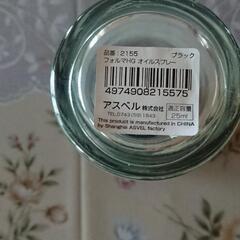 品番：2155 ブラック
フォルマHG オイルスプレー
4974908215575
アスベル株式会社 適正容量 25ml
TEL.0743(59)1843
This product is manufactured in CHINA
by Shanghai ASVEL factory